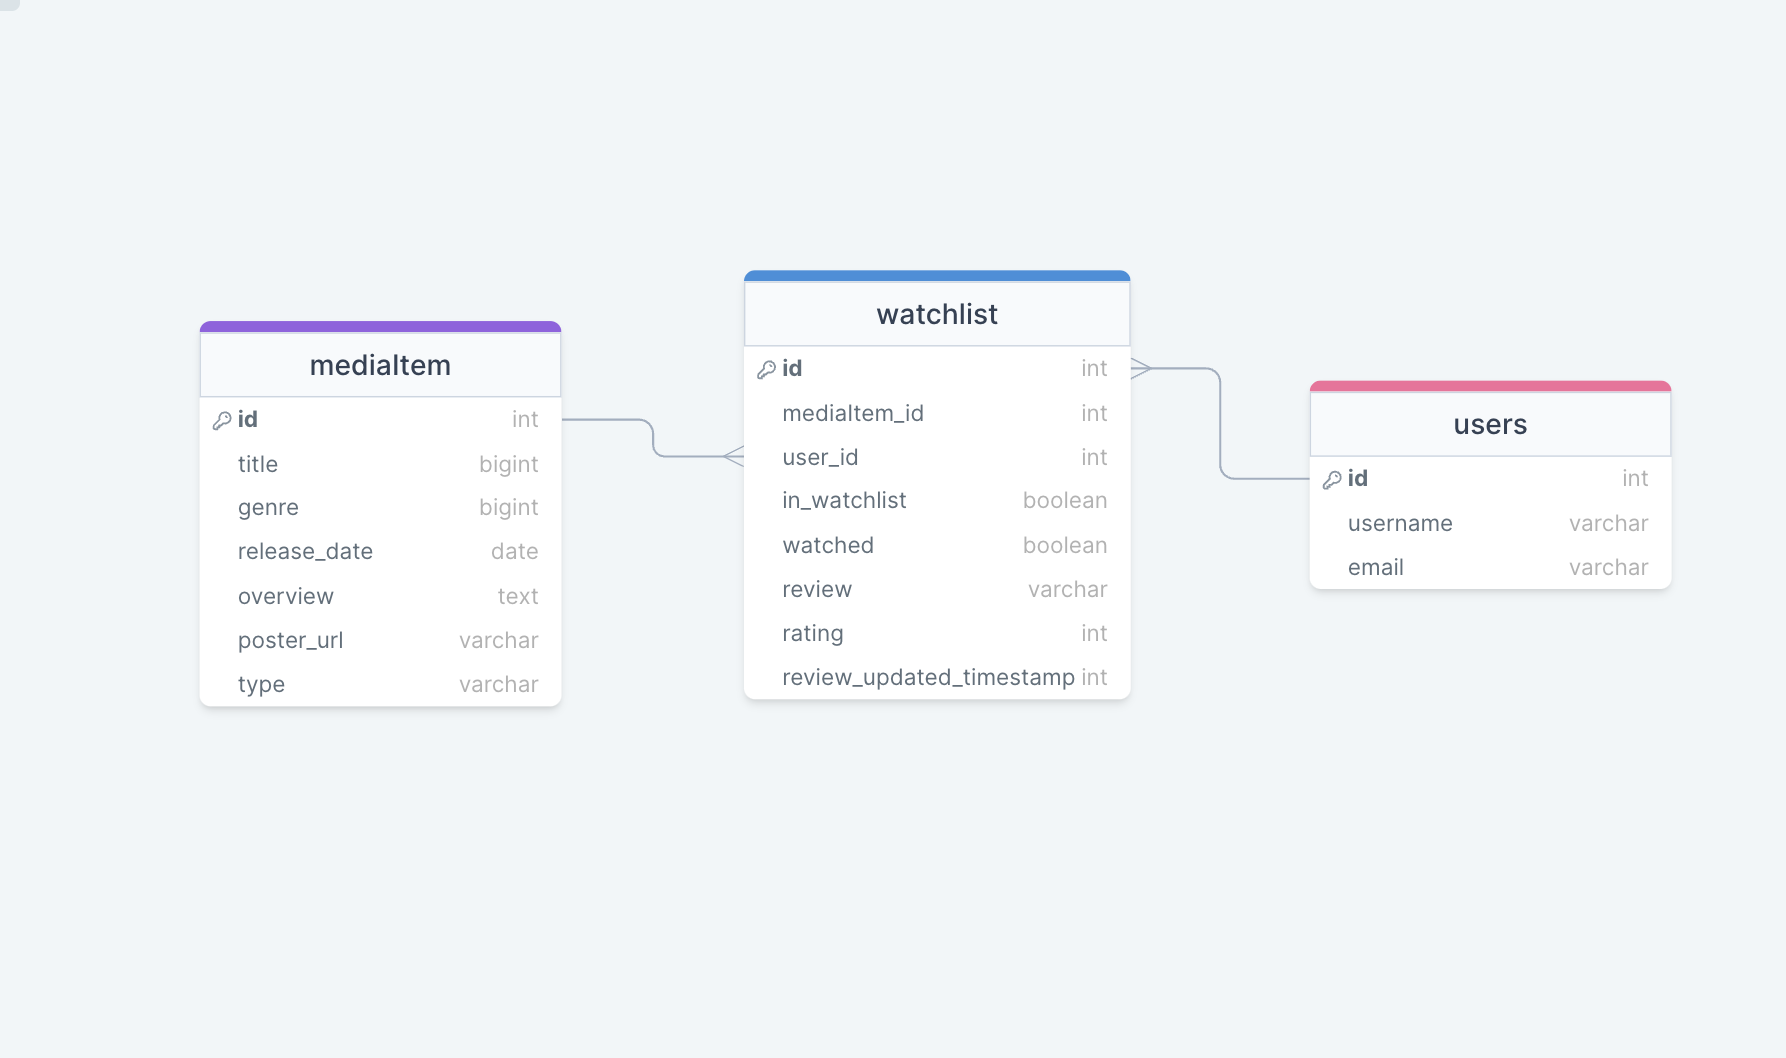 mediaItem
id int
title bigint
genre bigint
release_date date
overview text
poster_url varchar
type varchar
watchlist
id int
mediaItem_id int
user_id int
in_watchlist boolean
watched boolean
review varchar
rating int
review_updated_timestamp int
users
id int
username varchar
email varchar